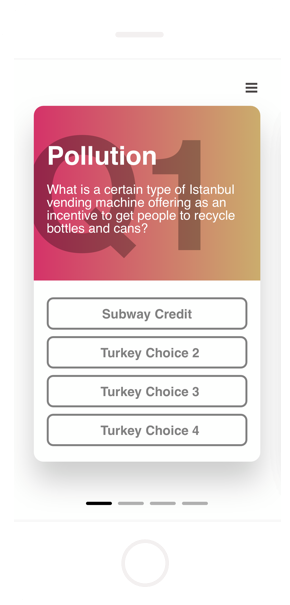 Q1
Pollution
What is a certain type of Istanbul
vending machine offering as an
incentive to get people to recycle
bottles and cans?
Subway Credit
Turkey Choice 2
Turkey Choice 3
Turkey Choice 4